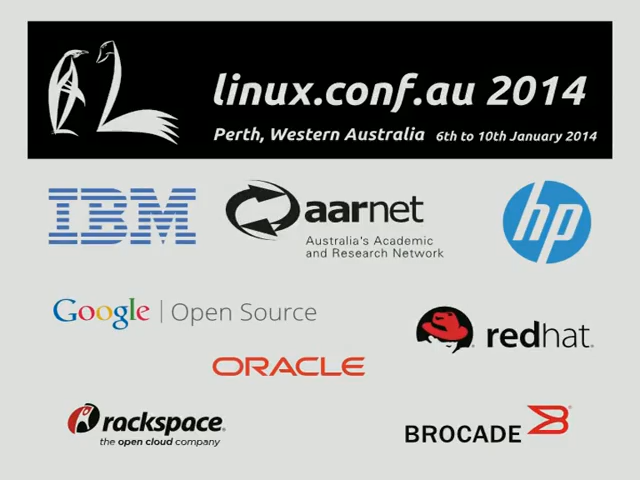 linux.conf.au 2014
Perth, Western Australia 6th to 10th January 2014
IBM
aarnet
Australia's Academic
and Research Network
hp
Google | Open Source
redhat.
ORACLE
rackspace®
the open cloud company
BROCADE